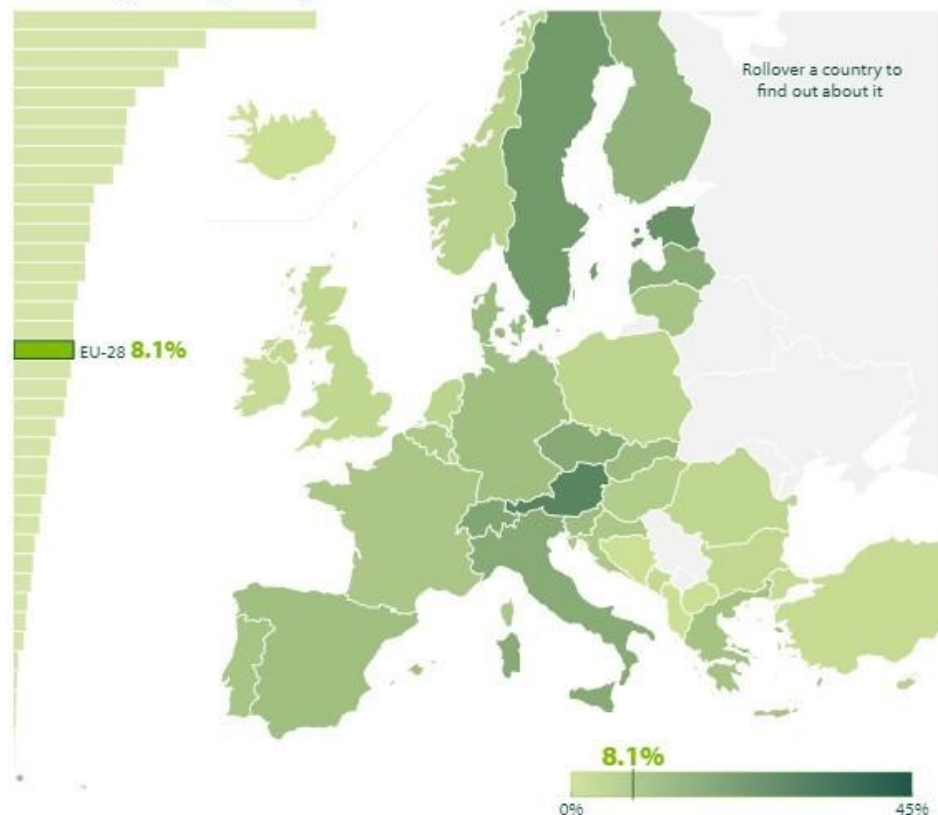 Rollover a country to
find out about it
EU-28 8.1%
8.1%
0%
45%